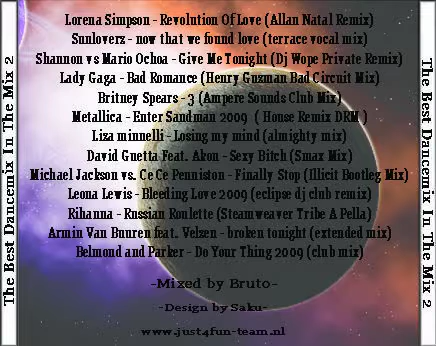 Lorena Simpson - Revolution Of Love (Allan Natal Remix)
Sunloverz - now that we found love (terrace vocal mix)
Shannon vs Mario Ochoa - Give Me Tonight (Dj Wope Private Remix)
Lady Gaga - Bad Romance (Henry Guzman Bad Circuit Mix)
Britney Spears - 3 (Ampere Sounds Club Mix)
Metallica - Enter Sandman 2009 ( House Remix DRM )
Liza minnelli - Losing my mind (almighty mix)
David Guetta Feat. Akon - Sexy Bitch (Smax Mix)
Michael Jackson vs. Ce Ce Penniston - Finally Stop (Illicit Bootleg Mix)
Leona Lewis - Bleeding Love 2009 (eclipse dj club remix)
Rihanna - Russian Roulette (Steamweaver Tribe A Pella)
Armin Van Buuren feat. Velzen - broken tonight (extended mix)
Belmond and Parker - Do Your Thing 2009 (club mix)
-Mixed by Bruto-
-Design by Saku-
www.just4fun-team.nl
The Best Dancemix In The Mix 2
The Best Dancemix In The Mix 2